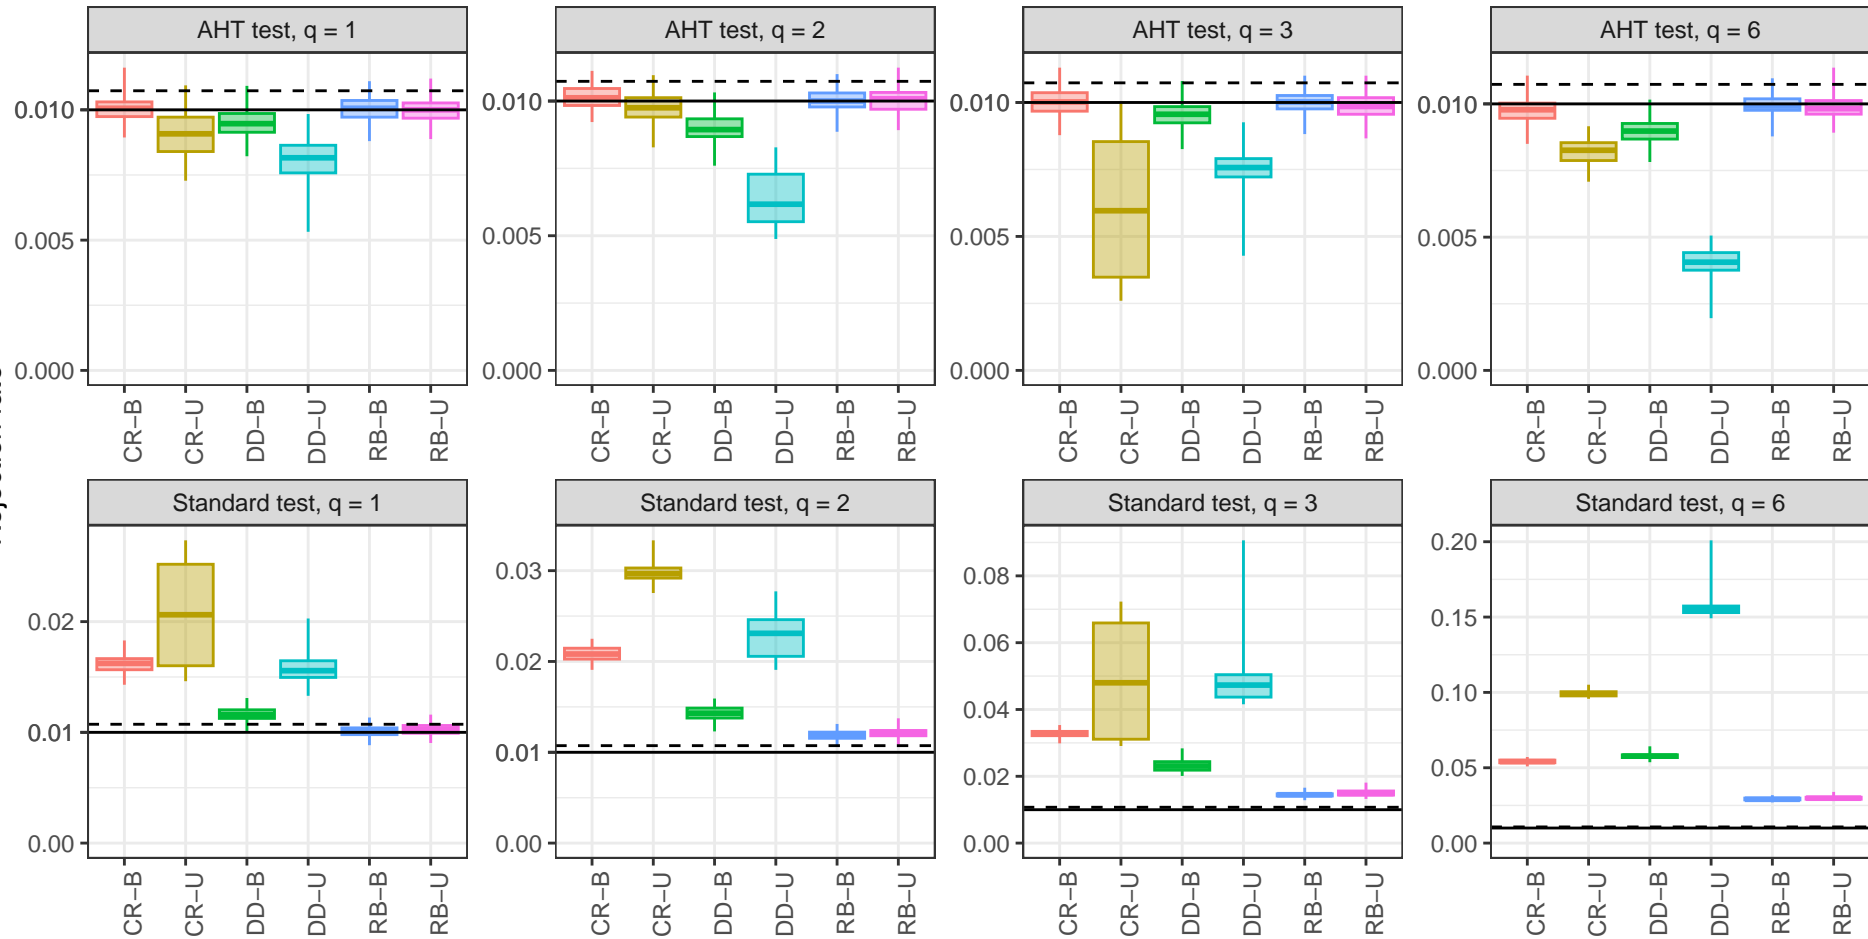 AHT test, q = 1
AHT test, q = 2
AHT test, q = 3
AHT test, q = 6
0.010
0.005
0.000
0.010
0.005
0.000
0.010
0.005
0.000
0.010
0.005
0.000
CR−B
CR−U
DD−B
DD−U
RB−B
RB−U
CR−B
CR−U
DD−B
DD−U
RB−B
RB−U
CR−B
CR−U
DD−B
DD−U
RB−B
RB−U
CR−B
CR−U
DD−B
DD−U
RB−B
RB−U
Standard test, q = 1
Standard test, q = 2
Standard test, q = 3
Standard test, q = 6
0.02
0.01
0.00
0.03
0.02
0.01
0.00
0.08
0.06
0.04
0.02
0.00
0.20
0.15
0.10
0.05
0.00
CR−B
CR−U
DD−B
DD−U
RB−B
RB−U
CR−B
CR−U
DD−B
DD−U
RB−B
RB−U
CR−B
CR−U
DD−B
DD−U
RB−B
RB−U
CR−B
CR−U
DD−B
DD−U
RB−B
RB−U